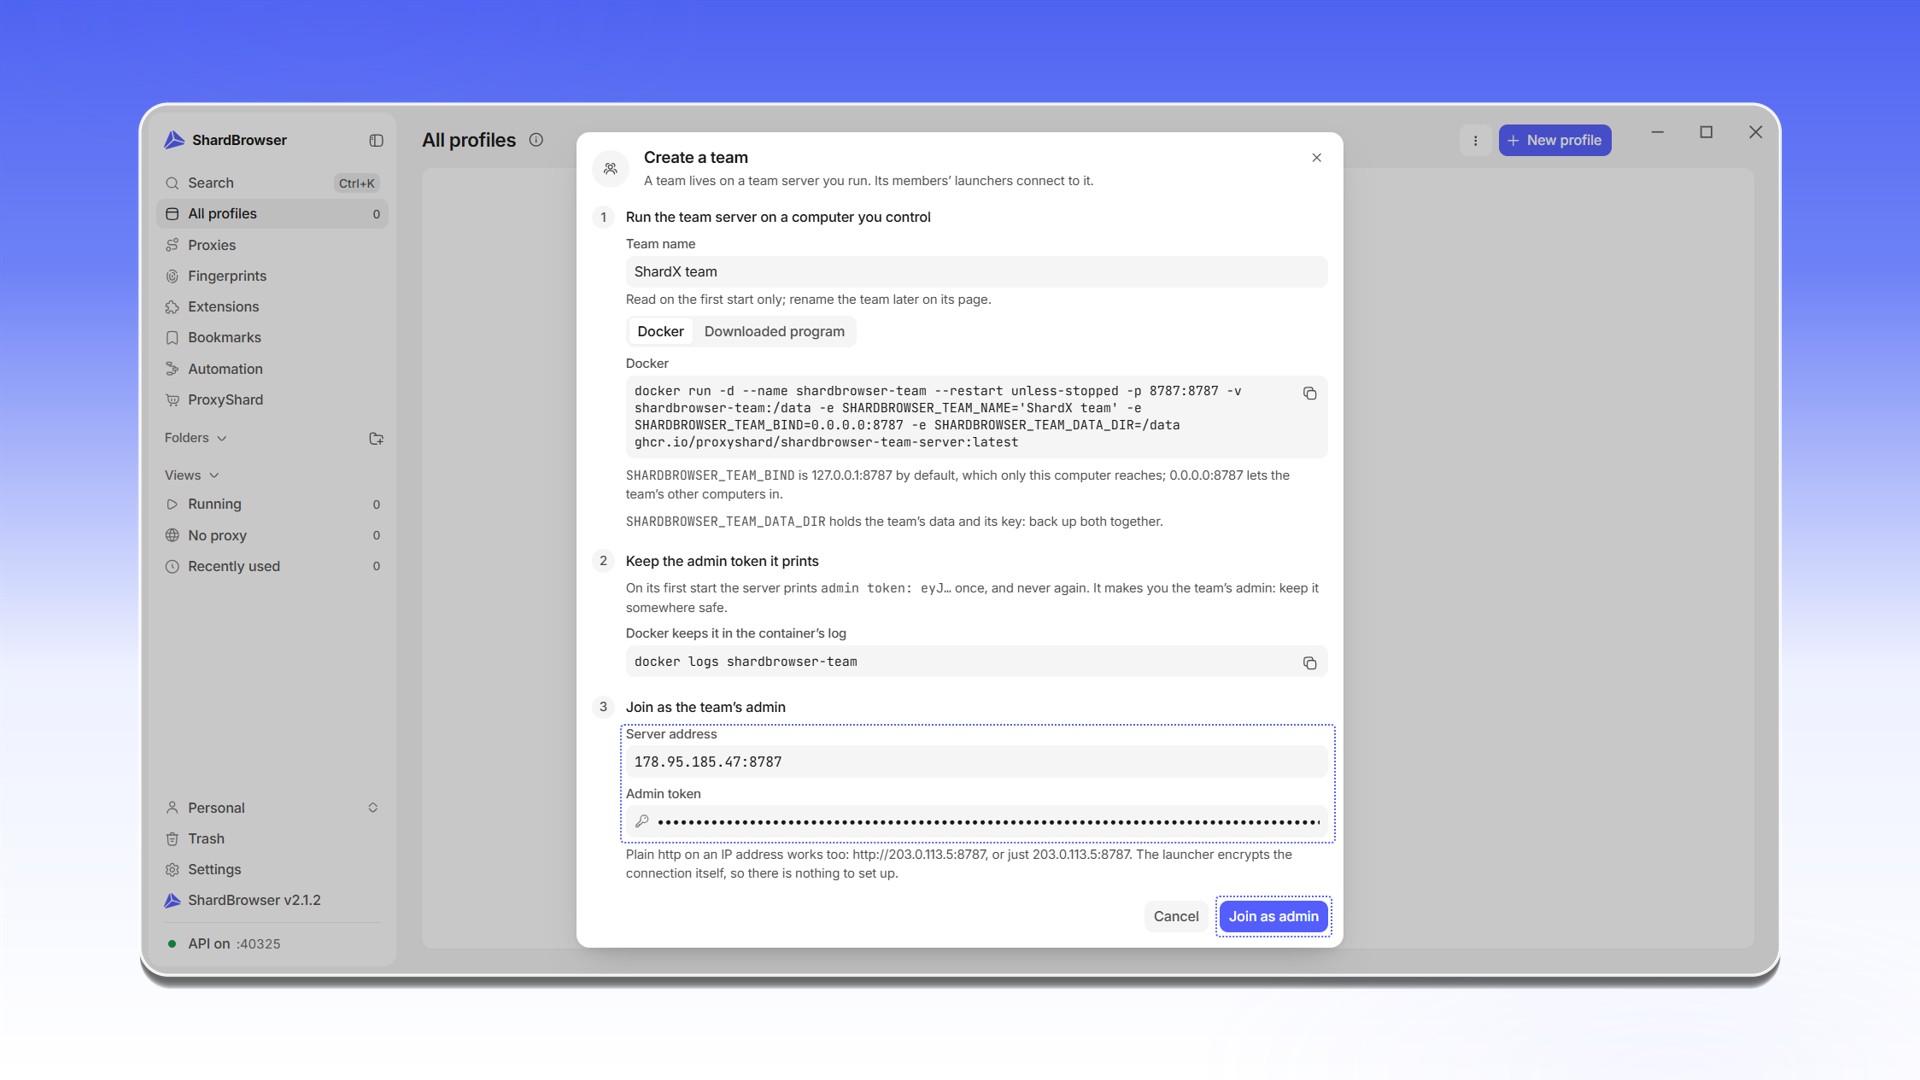 ShardBrowser
Search
Ctrl+K
All profiles
0
Proxies
Fingerprints
Extensions
Bookmarks
Automation
ProxyShard
Folders
Views
Running
0
No proxy
0
Recently used
0
Personal
Trash
Settings
ShardBrowser v2.1.2
API on :40325
All profiles
New profile
Create a team
A team lives on a team server you run. Its members’ launchers connect to it.
1
Run the team server on a computer you control
Team name
ShardX team
Read on the first start only; rename the team later on its page.
Docker
Downloaded program
Docker
docker run -d --name shardbrowser-team --restart unless-stopped -p 8787:8787 -v
shardbrowser-team:/data -e SHARDBROWSER_TEAM_NAME='ShardX team' -e
SHARDBROWSER_TEAM_BIND=0.0.0.0:8787 -e SHARDBROWSER_TEAM_DATA_DIR=/data
ghcr.io/proxyshard/shardbrowser-team-server:latest
SHARDBROWSER_TEAM_BIND is 127.0.0.1:8787 by default, which only this computer reaches; 0.0.0.0:8787 lets the
team’s other computers in.
SHARDBROWSER_TEAM_DATA_DIR holds the team’s data and its key: back up both together.
2
Keep the admin token it prints
On its first start the server prints admin token: eyJ… once, and never again. It makes you the team’s admin: keep it
somewhere safe.
Docker keeps it in the container’s log
docker logs shardbrowser-team
3
Join as the team’s admin
Server address
178.95.185.47:8787
Admin token
Plain http on an IP address works too: http://203.0.113.5:8787, or just 203.0.113.5:8787. The launcher encrypts the
connection itself, so there is nothing to set up.
Cancel
Join as admin